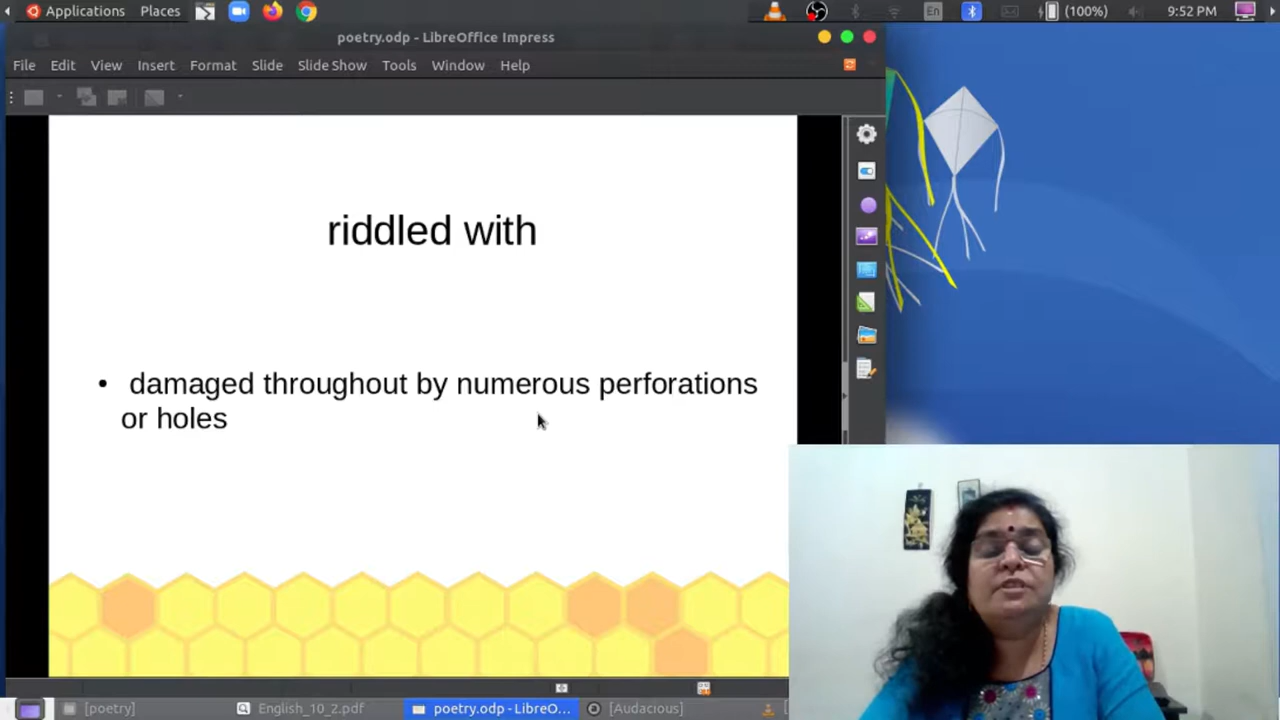 Applications Places
En
(100%)
9:52 PM
poetry.odp - LibreOffice Impress
File Edit View Insert Format Slide Slide Show Tools Window Help
riddled with
• damaged throughout by numerous perforations
or holes
[poetry]
English_10_2.pdf
poetry.odp - LibreO...
[Audacious]